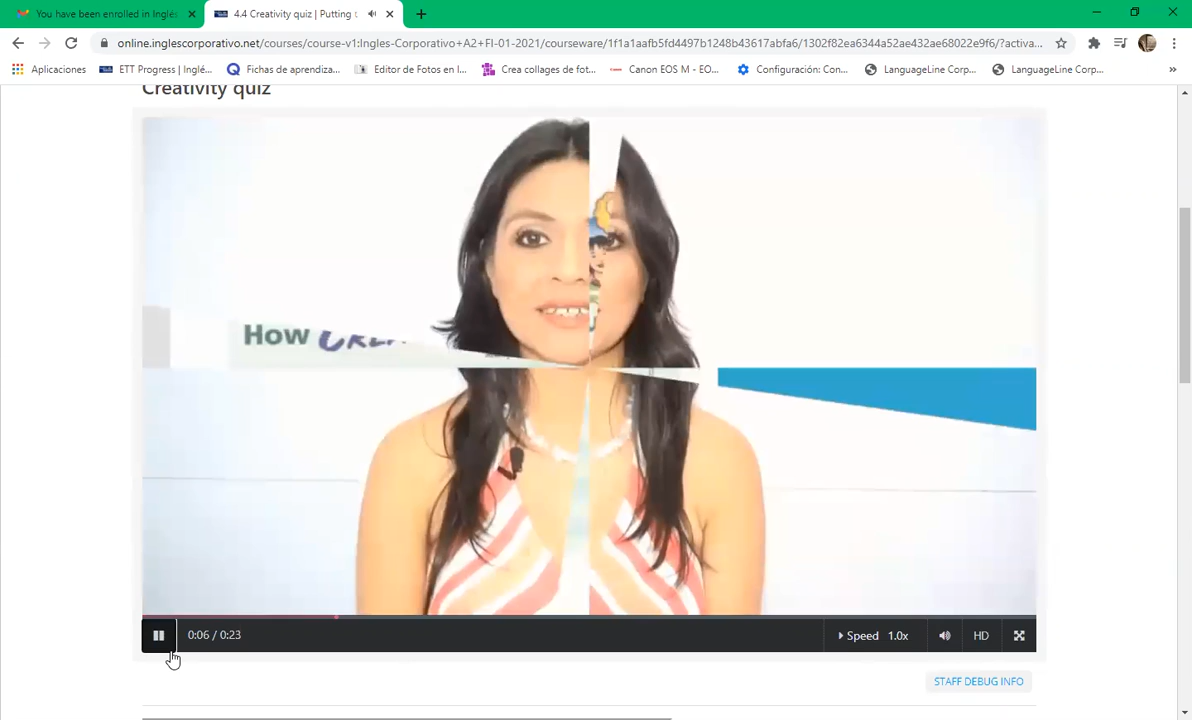 You have been enrolled in Inglés
4.4 Creativity quiz | Putting t
online.inglescorporativo.net/courses/course-v1:Ingles-Corporativo+A2+FI-01-2021/courseware/1f1a1aafb5fd4497b1248b43617abfa6/1302f82ea6344a52ae432ae68022e9f6/?activa...
Aplicaciones ETT Progress | Inglé... Fichas de aprendiza... Editor de Fotos en l... Crea collages de fot... Canon EOS M - EO... Configuración: Con... LanguageLine Corp... LanguageLine Corp... »
Creativity quiz
How
0:06 / 0:23 Speed 1.0x HD
STAFF DEBUG INFO